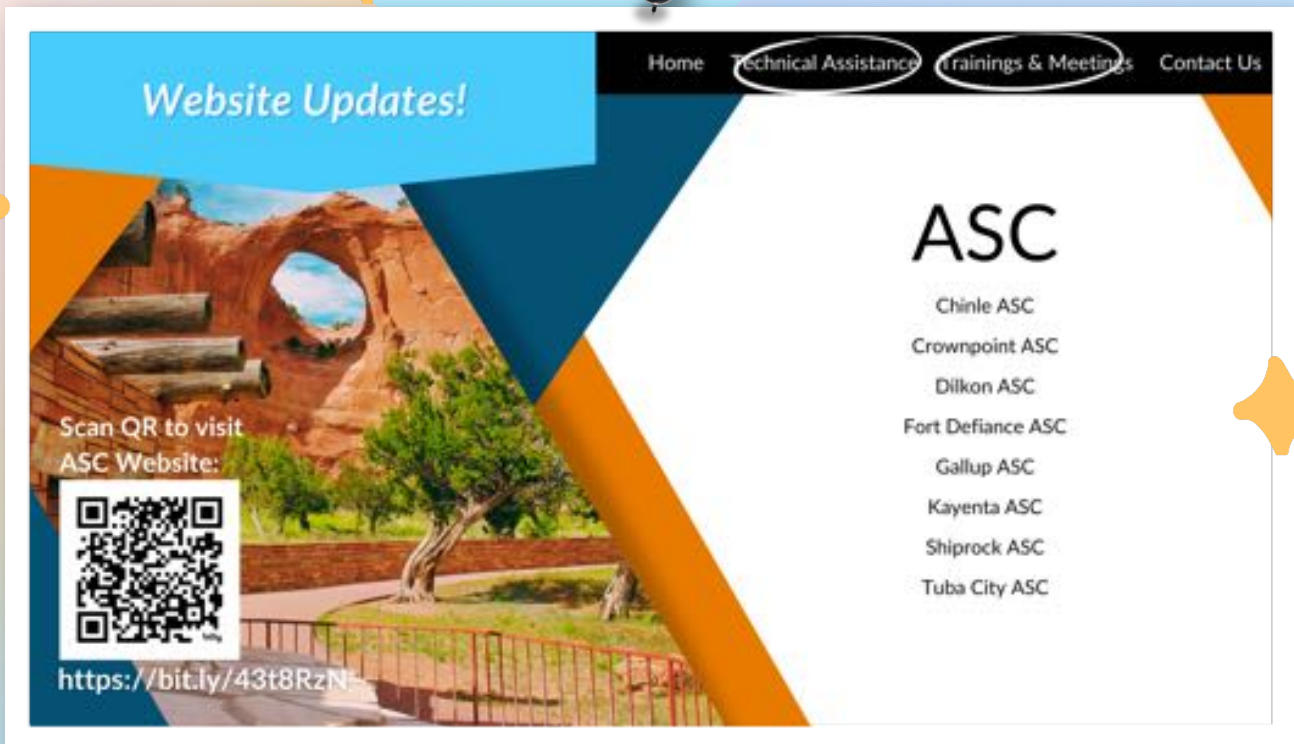 Website Updates!
Home Technical Assistance Trainings & Meetings Contact Us
Scan QR to visit
ASC Website:
https://bit.ly/43t8RzN
ASC
Chinle ASC
Crownpoint ASC
Dilkon ASC
Fort Defiance ASC
Gallup ASC
Kayenta ASC
Shiprock ASC
Tuba City ASC